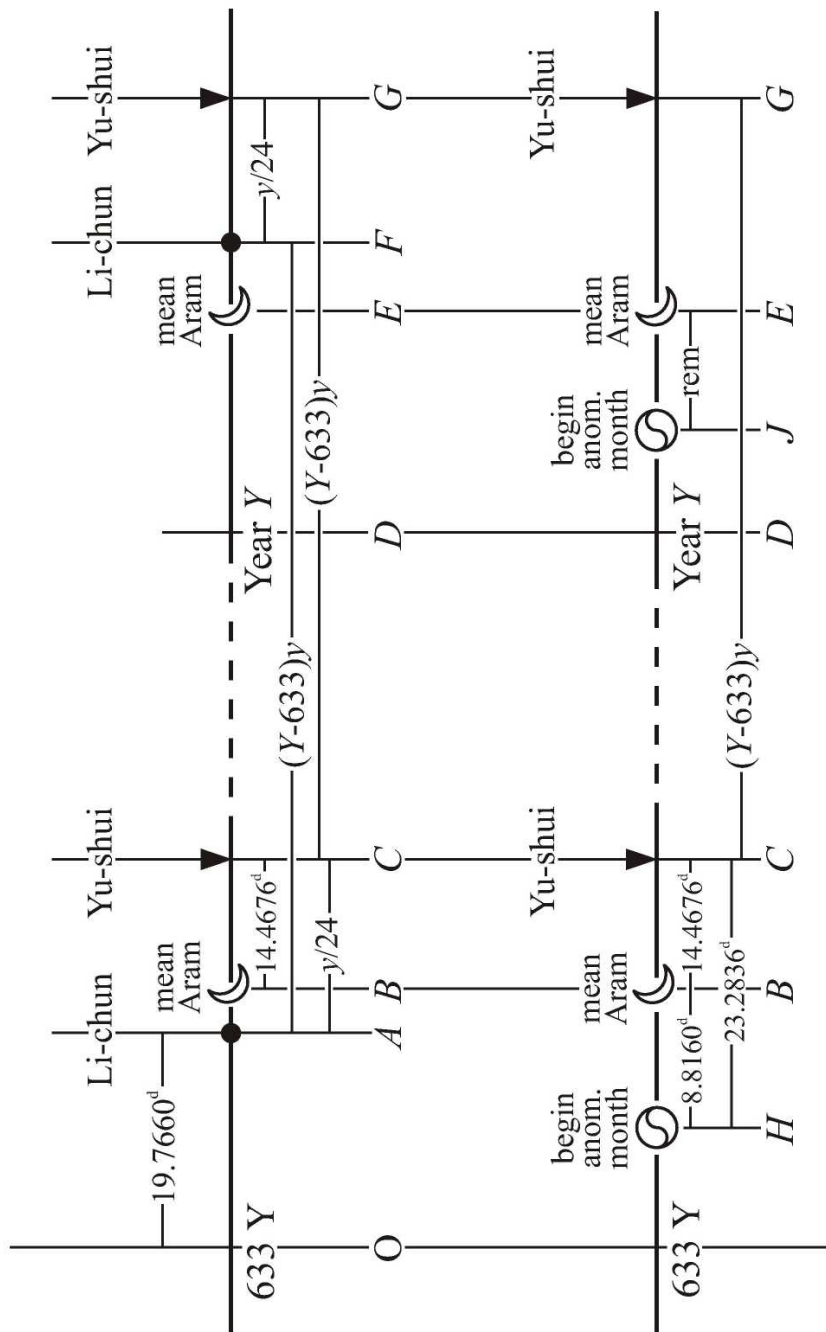 Li-chun
Yu-shui
Li-chun
Yu-shui
19.7660ᵈ
mean
Aram
mean
Aram
633 Y
14.4676ᵈ
Year Y
y/24
(Y-633)y
y/24
(Y-633)y
O
A
B
C
D
E
F
G
Yu-shui
Yu-shui
begin
anom.
month
mean
Aram
begin
anom.
month
mean
Aram
633 Y
8.8160ᵈ
14.4676ᵈ
Year Y
rem
23.2836ᵈ
(Y-633)y
H
B
C
D
J
E
G